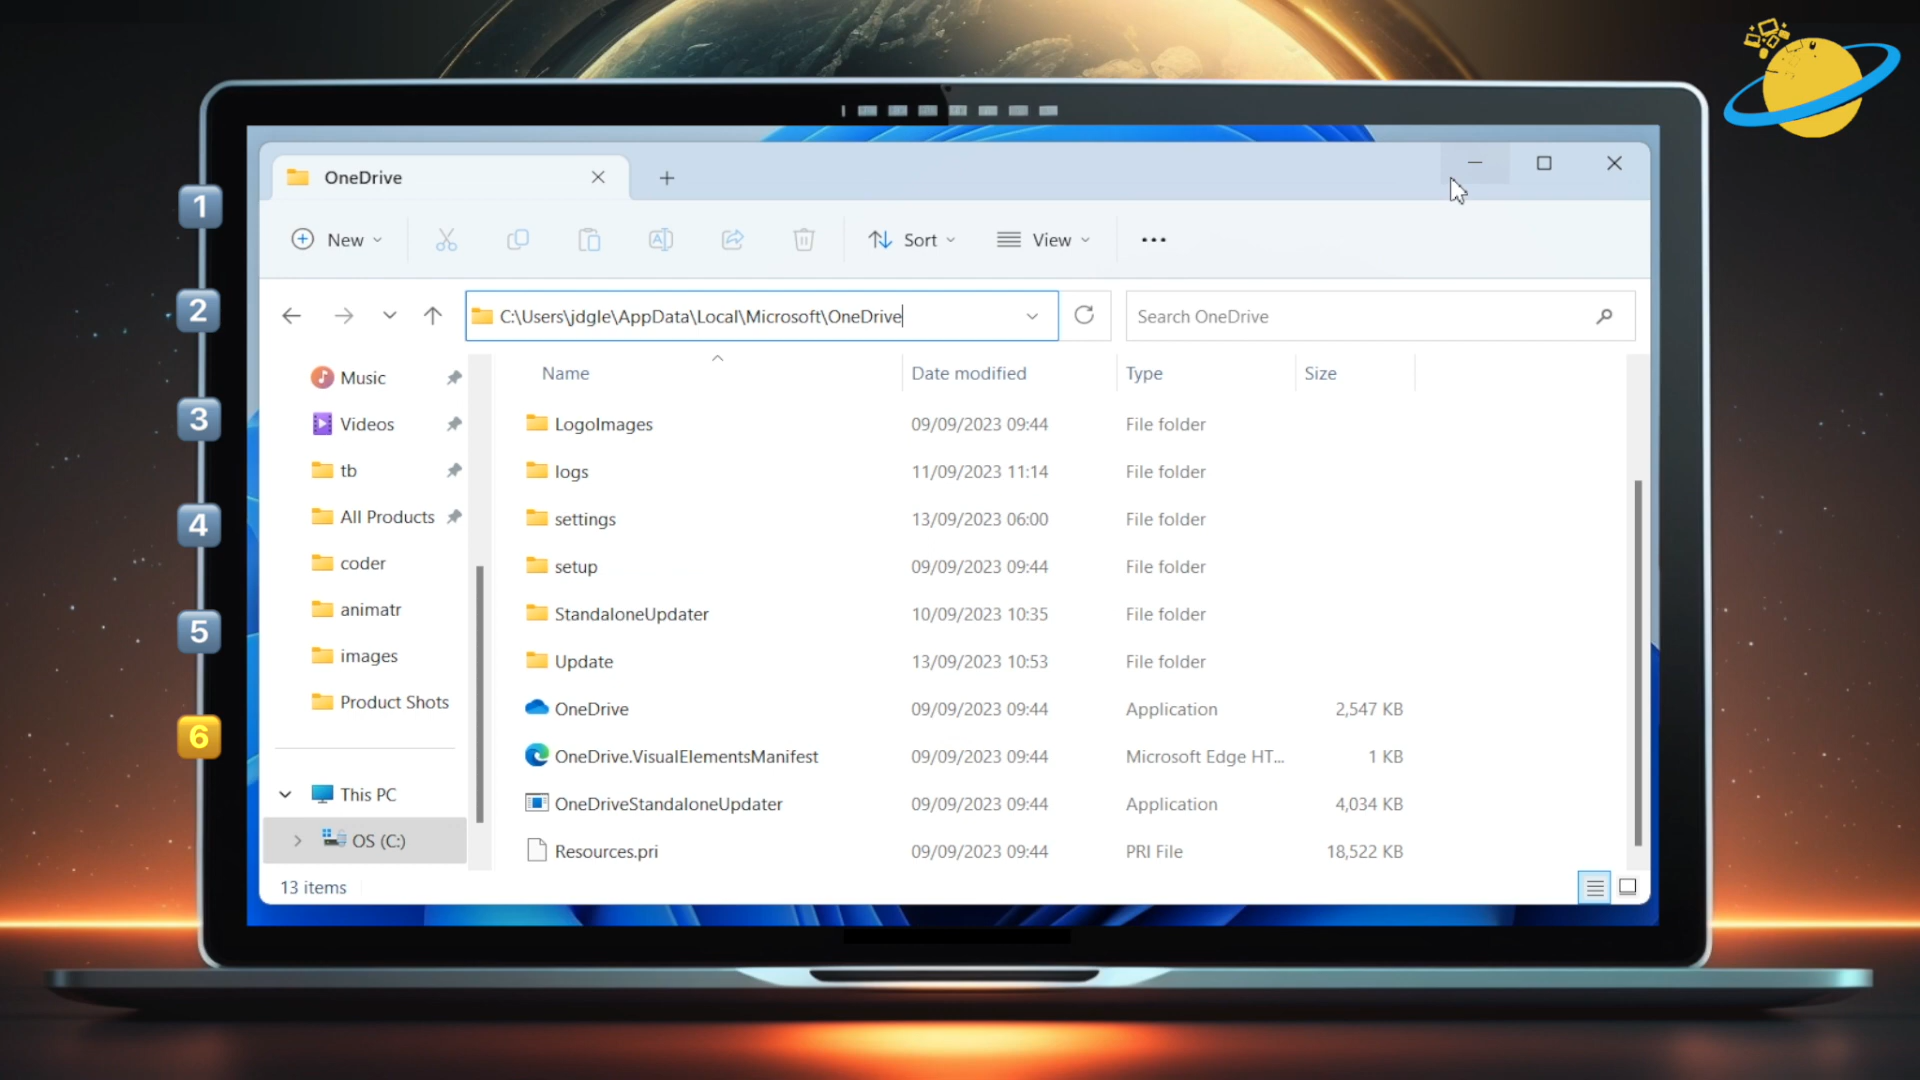 OneDrive
New
Sort
View
C:\Users\jdgle\AppData\Local\Microsoft\OneDrive
Search OneDrive
Name Date modified Type Size
LogoImages 09/09/2023 09:44 File folder
logs 11/09/2023 11:14 File folder
settings 13/09/2023 06:00 File folder
setup 09/09/2023 09:44 File folder
StandaloneUpdater 10/09/2023 10:35 File folder
Update 13/09/2023 10:53 File folder
OneDrive 09/09/2023 09:44 Application 2,547 KB
OneDrive.VisualElementsManifest 09/09/2023 09:44 Microsoft Edge HT... 1 KB
OneDriveStandaloneUpdater 09/09/2023 09:44 Application 4,034 KB
Resources.pri 09/09/2023 09:44 PRI File 18,522 KB
Music
Videos
tb
All Products
coder
animatr
images
Product Shots
This PC
OS (C:)
13 items
1
2
3
4
5
6